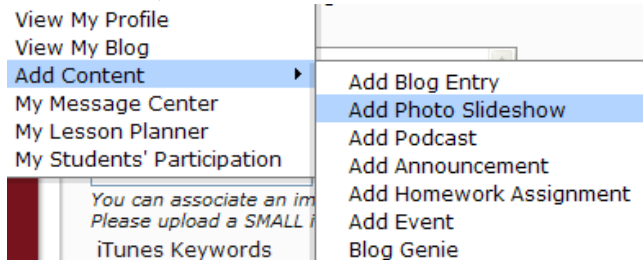 View My Profile
View My Blog
Add Content
My Message Center
My Lesson Planner
My Students' Participation
Add Blog Entry
Add Photo Slideshow
Add Podcast
Add Announcement
Add Homework Assignment
Add Event
Blog Genie
You can associate an im
Please upload a SMALL i
iTunes Keywords